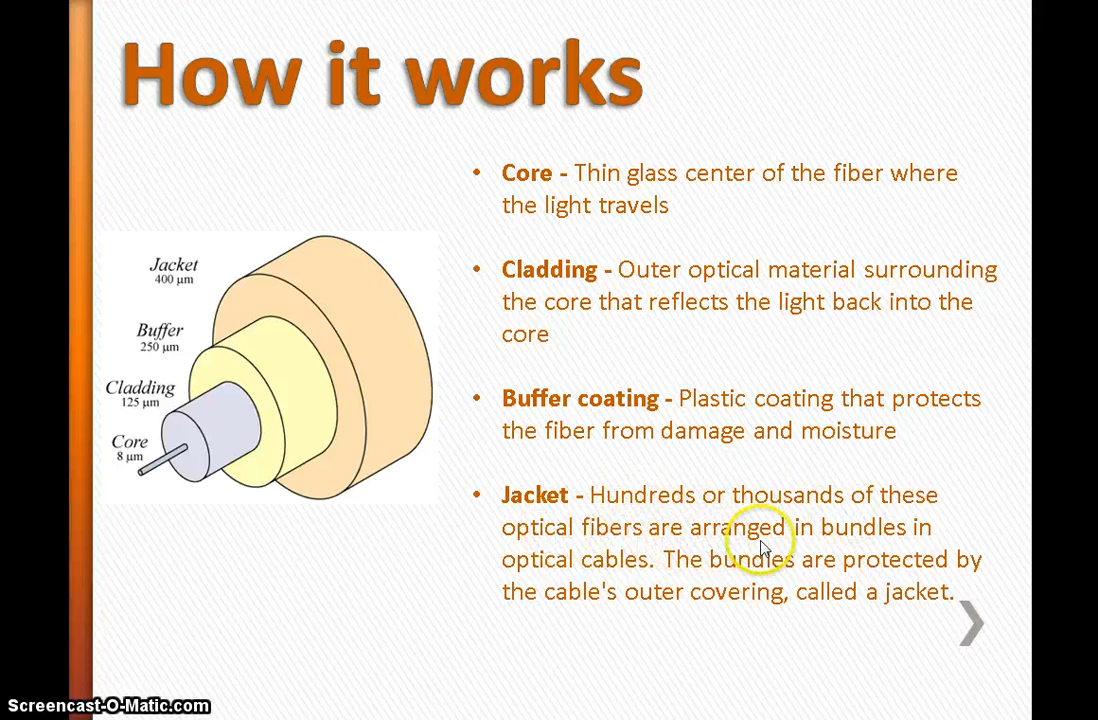 How it works
• Core - Thin glass center of the fiber where
the light travels
• Cladding - Outer optical material surrounding
the core that reflects the light back into the
core
• Buffer coating - Plastic coating that protects
the fiber from damage and moisture
• Jacket - Hundreds or thousands of these
optical fibers are arranged in bundles in
optical cables. The bundles are protected by
the cable's outer covering, called a jacket.
Jacket
400 µm
Buffer
250 µm
Cladding
125 µm
Core
8 µm
Screencast-O-Matic.com